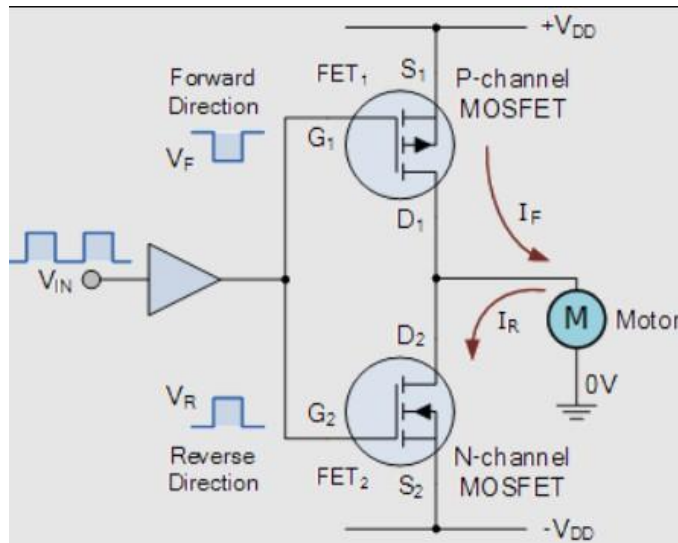 +VDD
Forward
Direction
FET1
S1
P-channel
MOSFET
VF
G1
D1
IF
VIN
M
Motor
IR
D2
0V
VR
G2
Reverse
Direction
FET2
S2
N-channel
MOSFET
-VDD